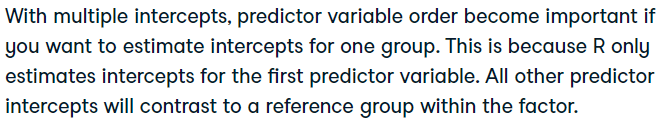 With multiple intercepts, predictor variable order become important if
you want to estimate intercepts for one group. This is because R only
estimates intercepts for the first predictor variable. All other predictor
intercepts will contrast to a reference group within the factor.